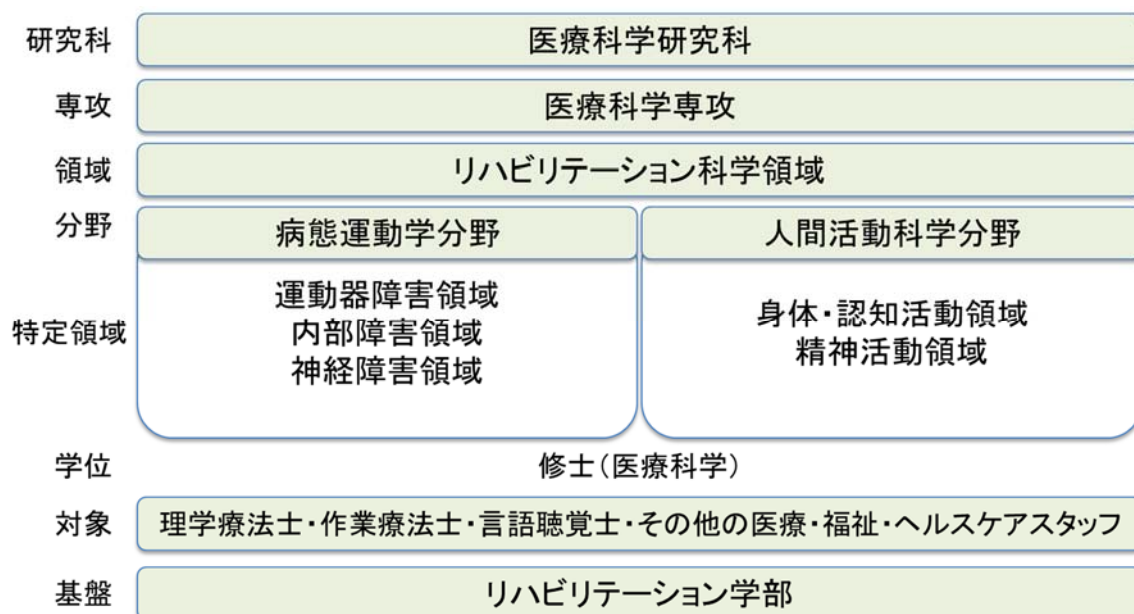 研究科 医療科学研究科
専攻 医療科学専攻
領域 リハビリテーション科学領域
分野 病態運動学分野 人間活動科学分野
特定領域
運動器障害領域
内部障害領域
神経障害領域
身体・認知活動領域
精神活動領域
学位 修士(医療科学)
対象 理学療法士・作業療法士・言語聴覚士・その他の医療・福祉・ヘルスケアスタッフ
基盤 リハビリテーション学部